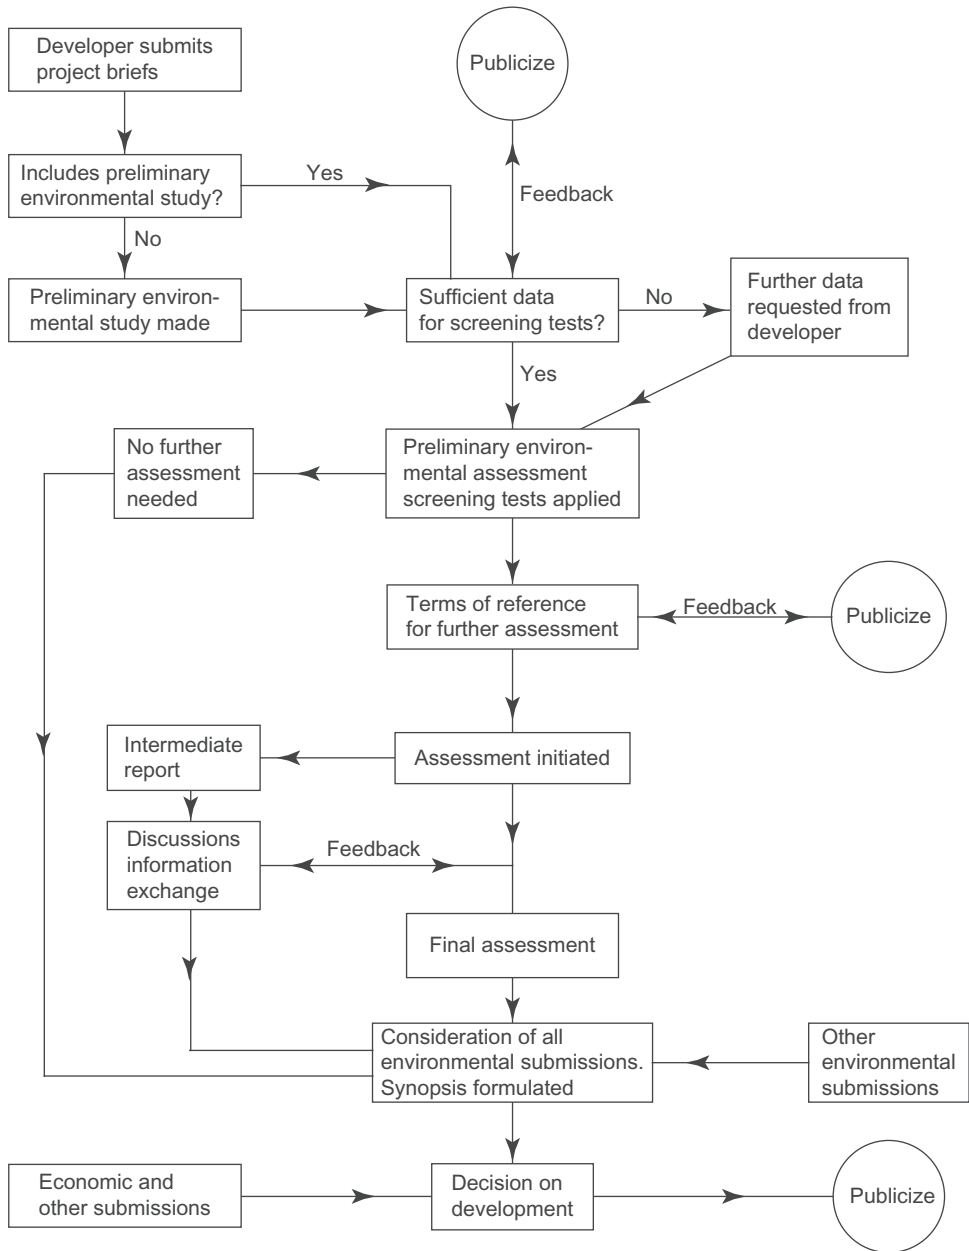 Developer submits
project briefs
Publicize
Includes preliminary
environmental study?
Yes
Feedback
No
Preliminary environ-
mental study made
Sufficient data
for screening tests?
No
Further data
requested from
developer
Yes
No further
assessment
needed
Preliminary environ-
mental assessment
screening tests applied
Terms of reference
for further assessment
Feedback
Publicize
Intermediate
report
Assessment initiated
Discussions
information
exchange
Feedback
Final assessment
Consideration of all
environmental submissions.
Synopsis formulated
Other
environmental
submissions
Economic and
other submissions
Decision on
development
Publicize